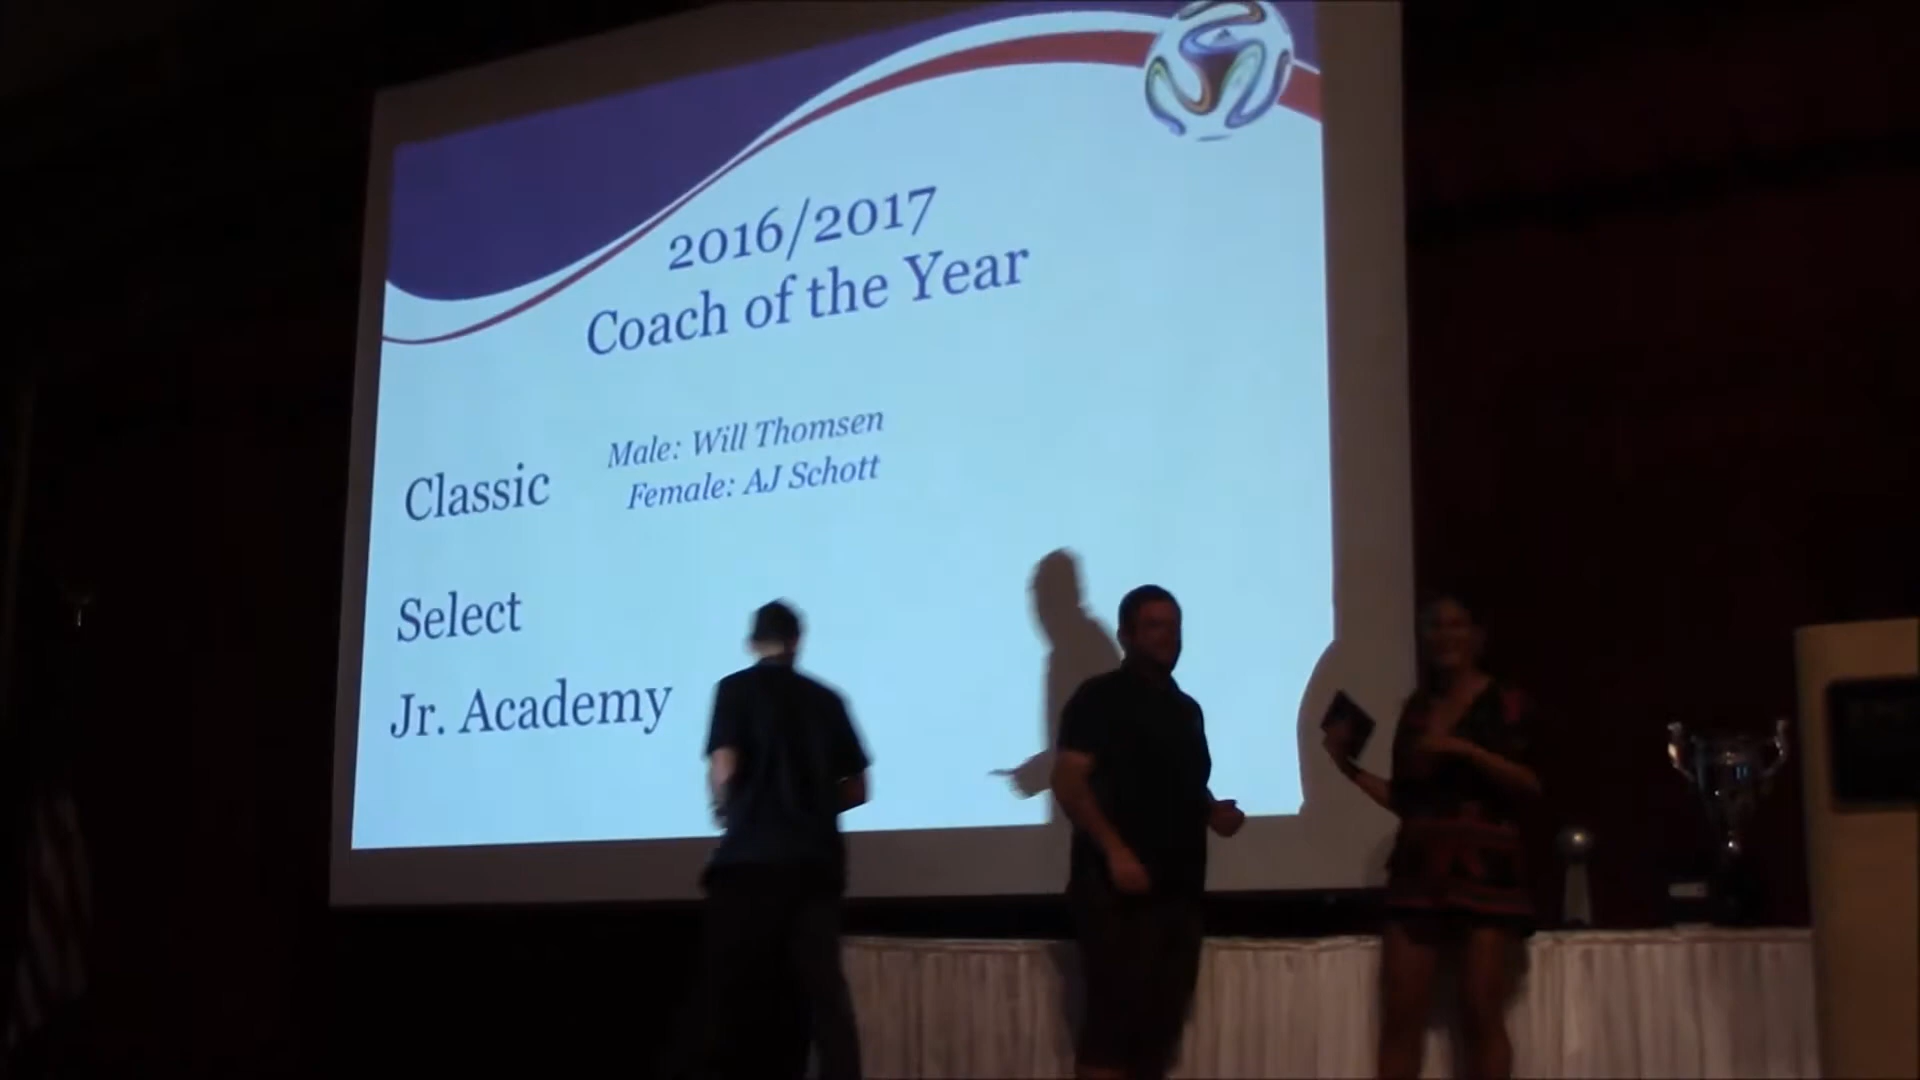 2016/2017
Coach of the Year
Male: Will Thomsen
Classic
Female: AJ Schott
Select
Jr. Academy